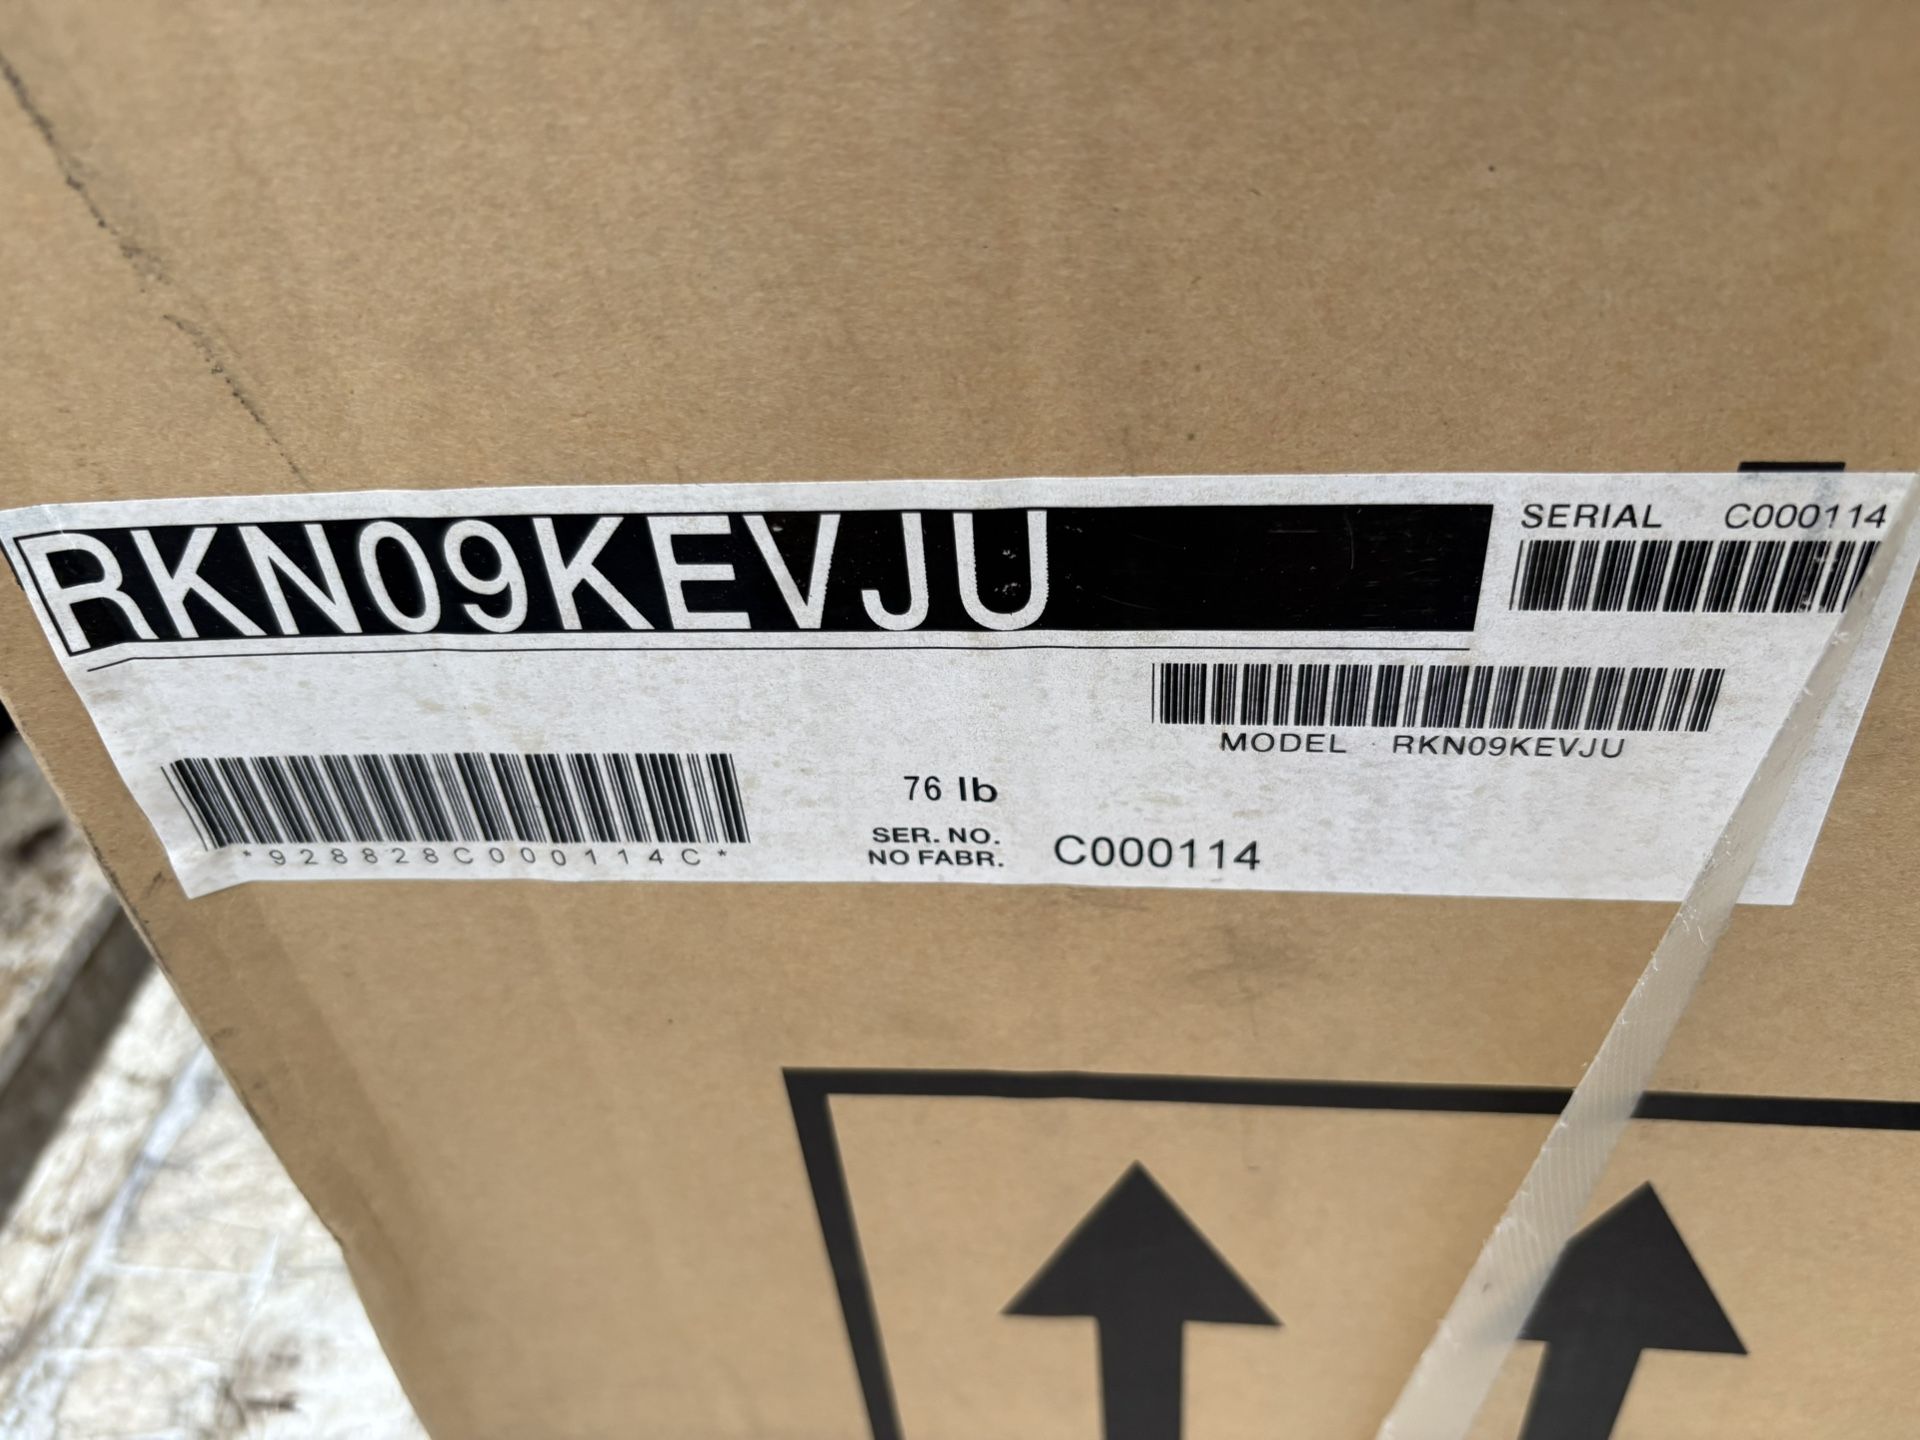 RKN09KEVJU
SERIAL C000114
MODEL RKN09KEVJU
*928828C000114C*
76 lb
SER. NO.
NO FABR. C000114